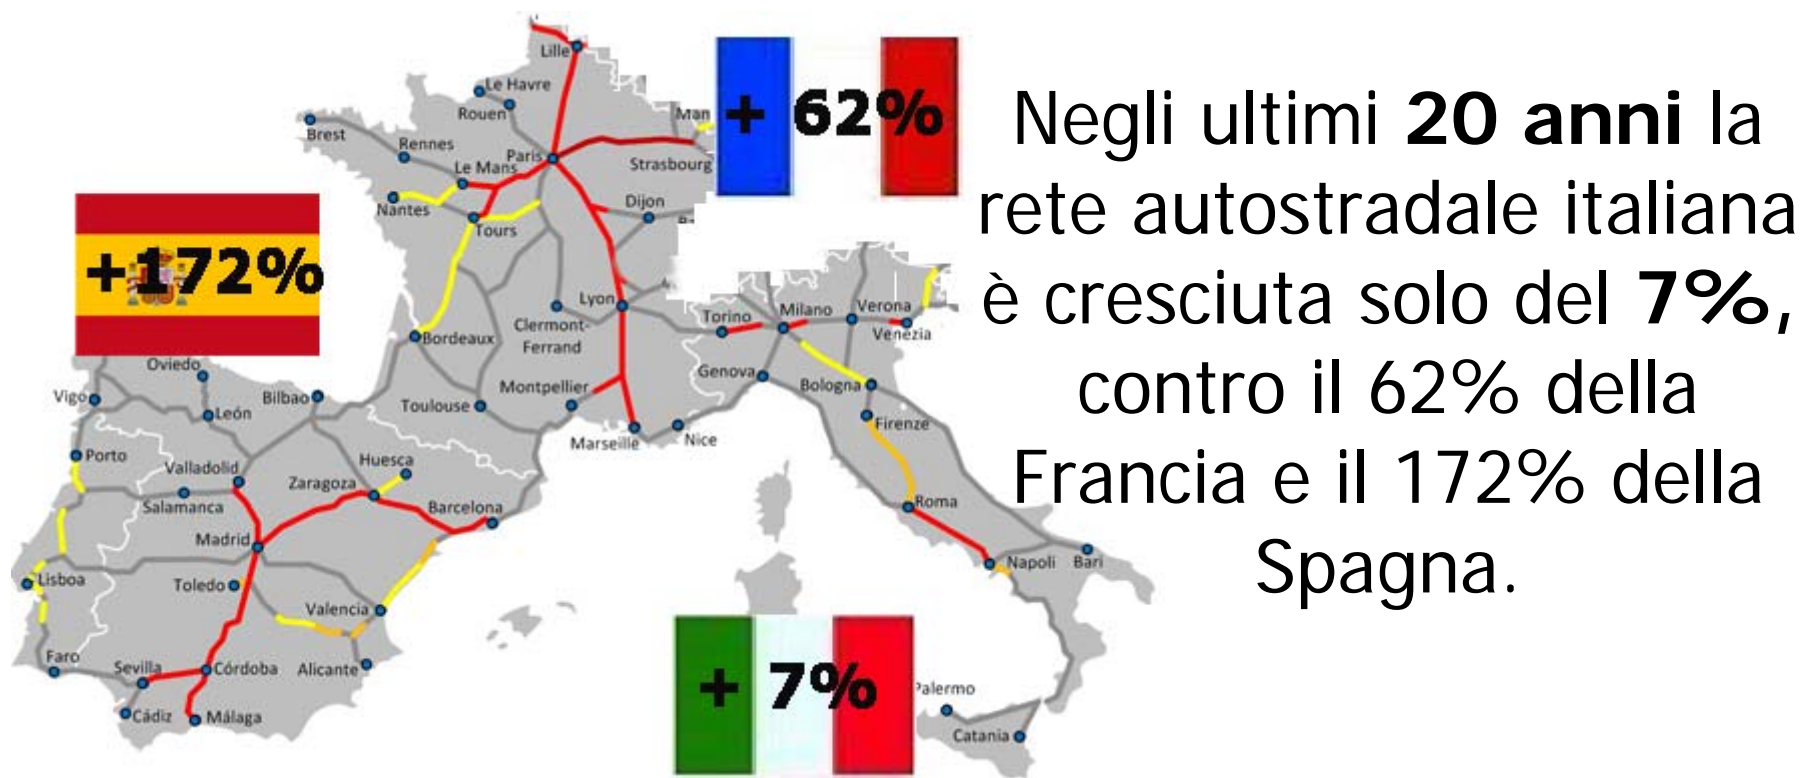 Lille
Le Havre
Rouen
Man
+ 62%
Brest
Rennes
Paris
Le Mans
Strasbourg
Nantes
Tours
Dijon
+172%
Lyon
Clermont-
Ferrand
Torino
Milano
Verona
Venezia
Bordeaux
Genova
Bologna
Oviedo
Vigo
León
Bilbao
Montpellier
Toulouse
Marseille
Nice
Firenze
Porto
Valladolid
Huesca
Zaragoza
Salamanca
Barcelona
Roma
Madrid
Napoli
Bari
Lisboa
Toledo
Valencia
Faro
Sevilla
Córdoba
Alicante
Cádiz
Málaga
+ 7%
Palermo
Catania
Negli ultimi 20 anni la
rete autostradale italiana
è cresciuta solo del 7%,
contro il 62% della
Francia e il 172% della
Spagna.